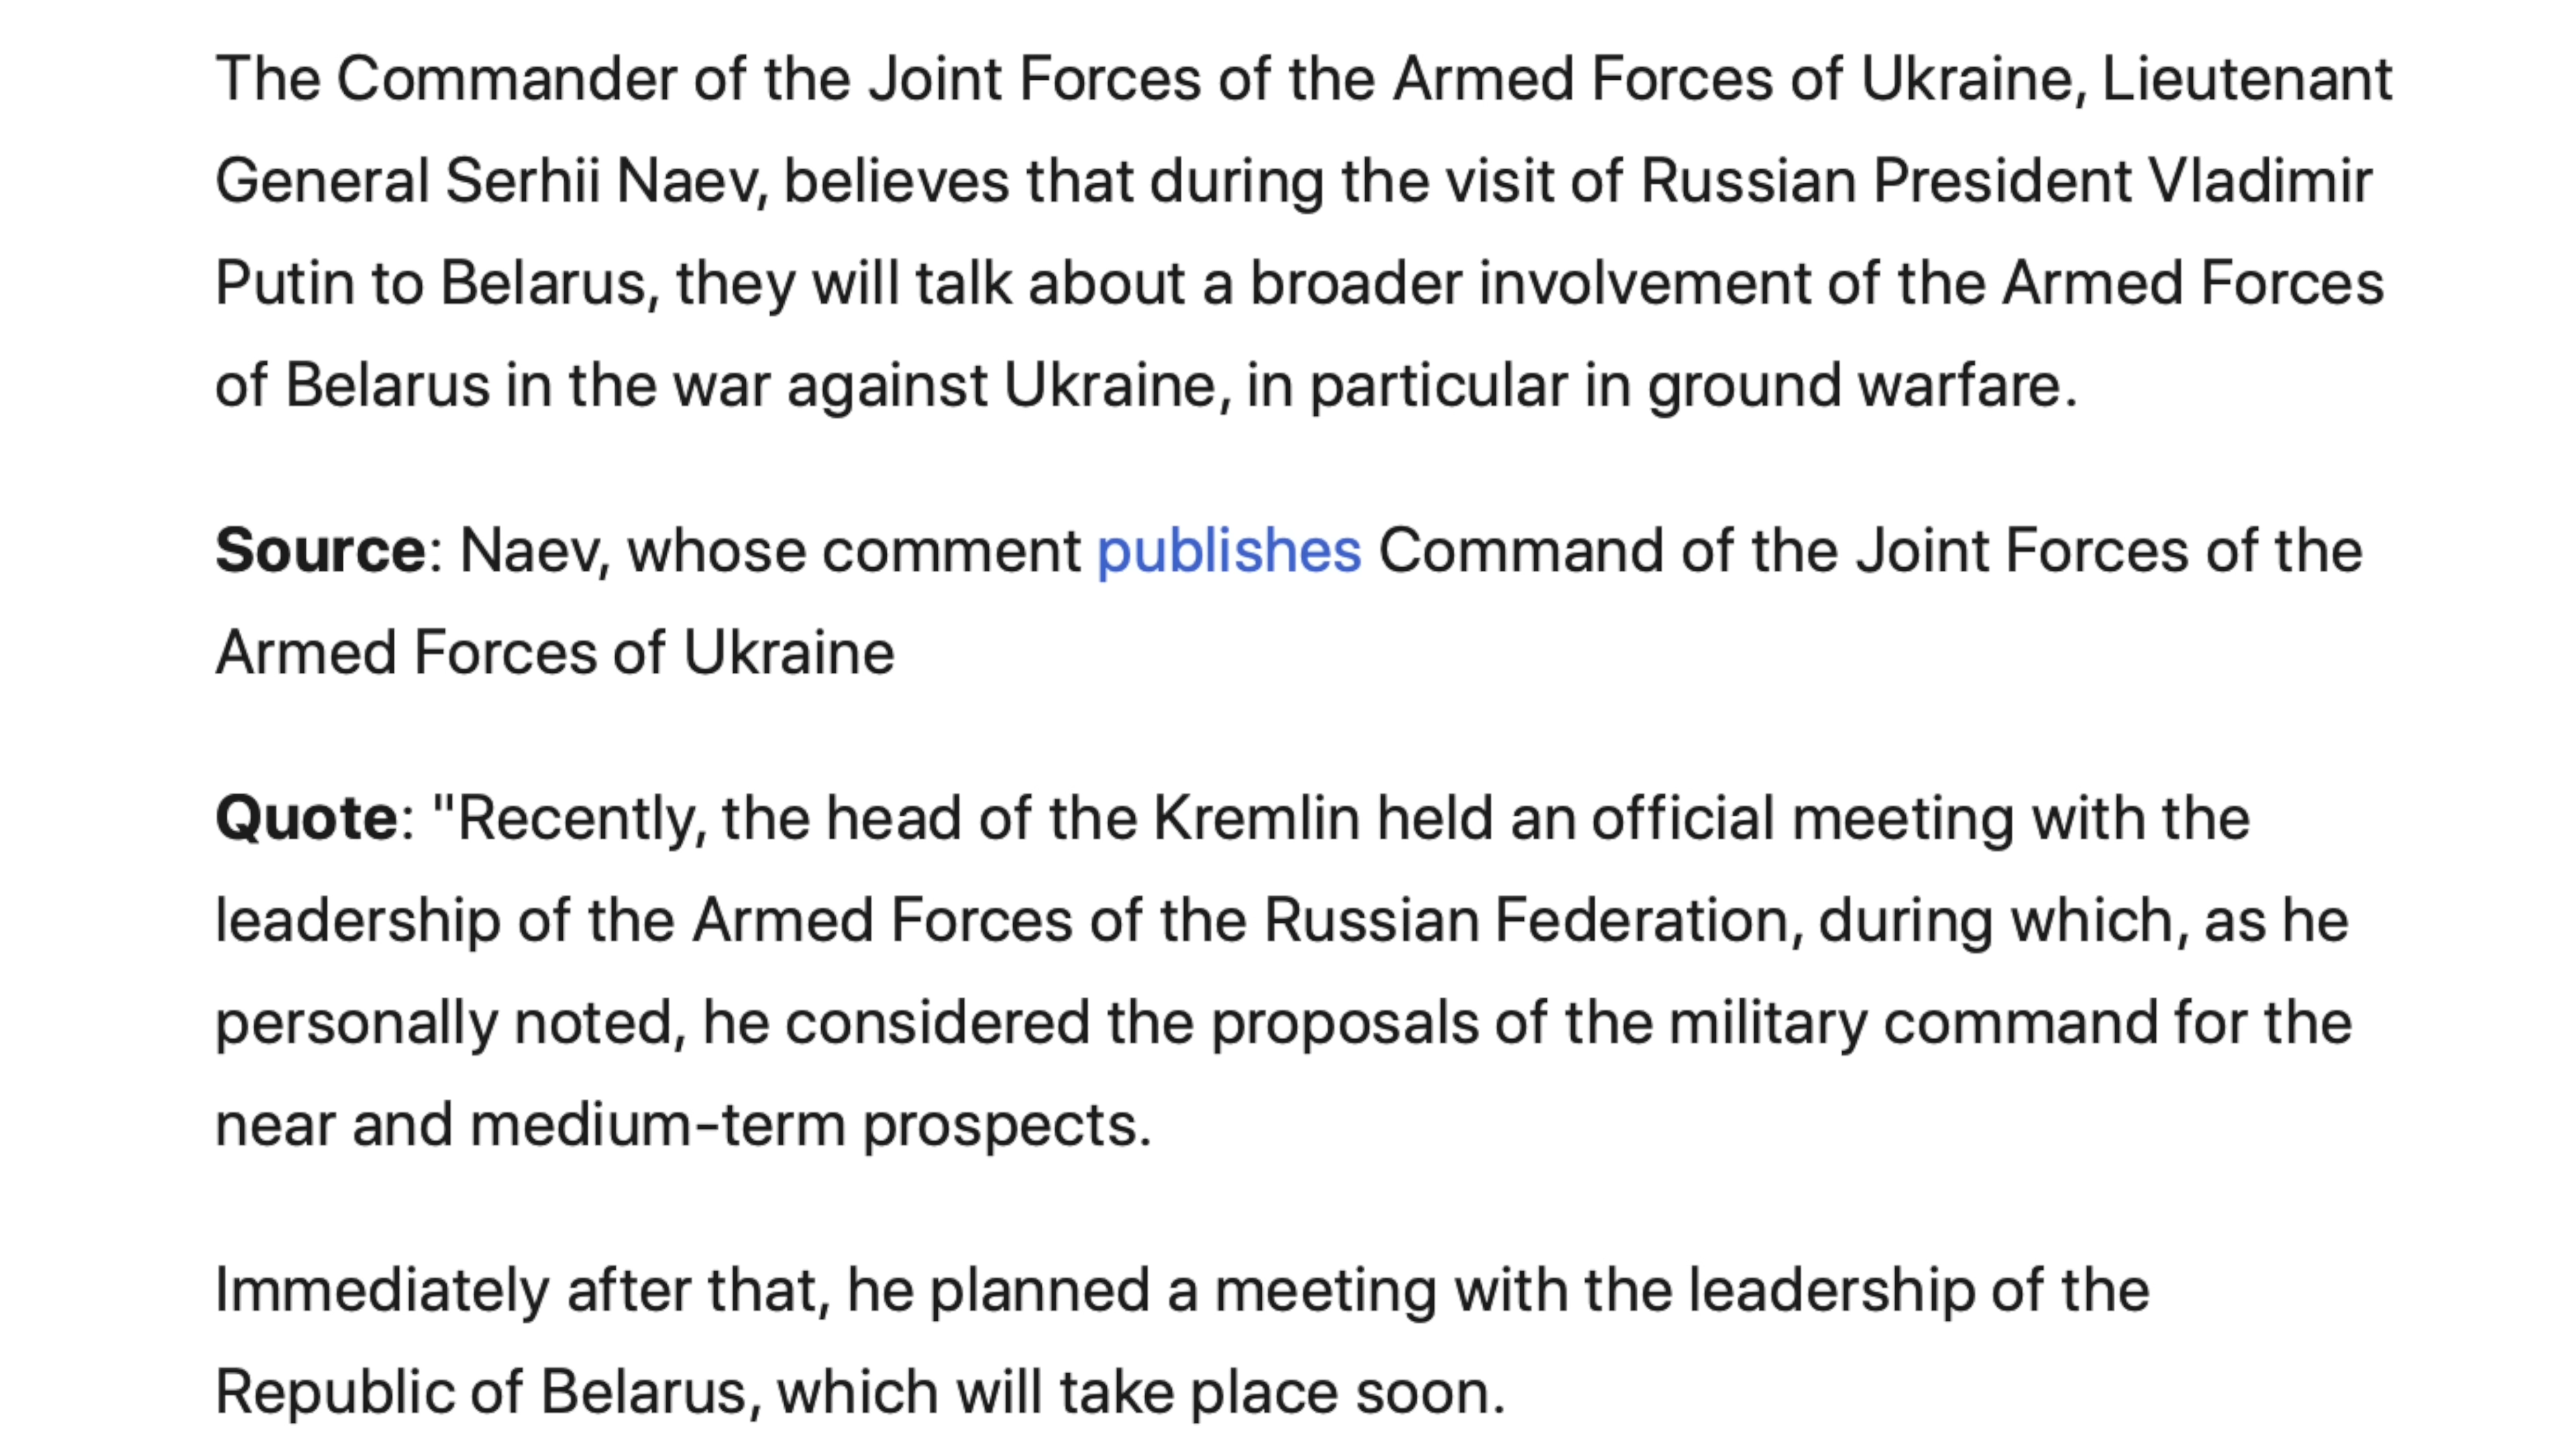 The Commander of the Joint Forces of the Armed Forces of Ukraine, Lieutenant
General Serhii Naev, believes that during the visit of Russian President Vladimir
Putin to Belarus, they will talk about a broader involvement of the Armed Forces
of Belarus in the war against Ukraine, in particular in ground warfare.
Source: Naev, whose comment publishes Command of the Joint Forces of the
Armed Forces of Ukraine
Quote: "Recently, the head of the Kremlin held an official meeting with the
leadership of the Armed Forces of the Russian Federation, during which, as he
personally noted, he considered the proposals of the military command for the
near and medium-term prospects.
Immediately after that, he planned a meeting with the leadership of the
Republic of Belarus, which will take place soon.